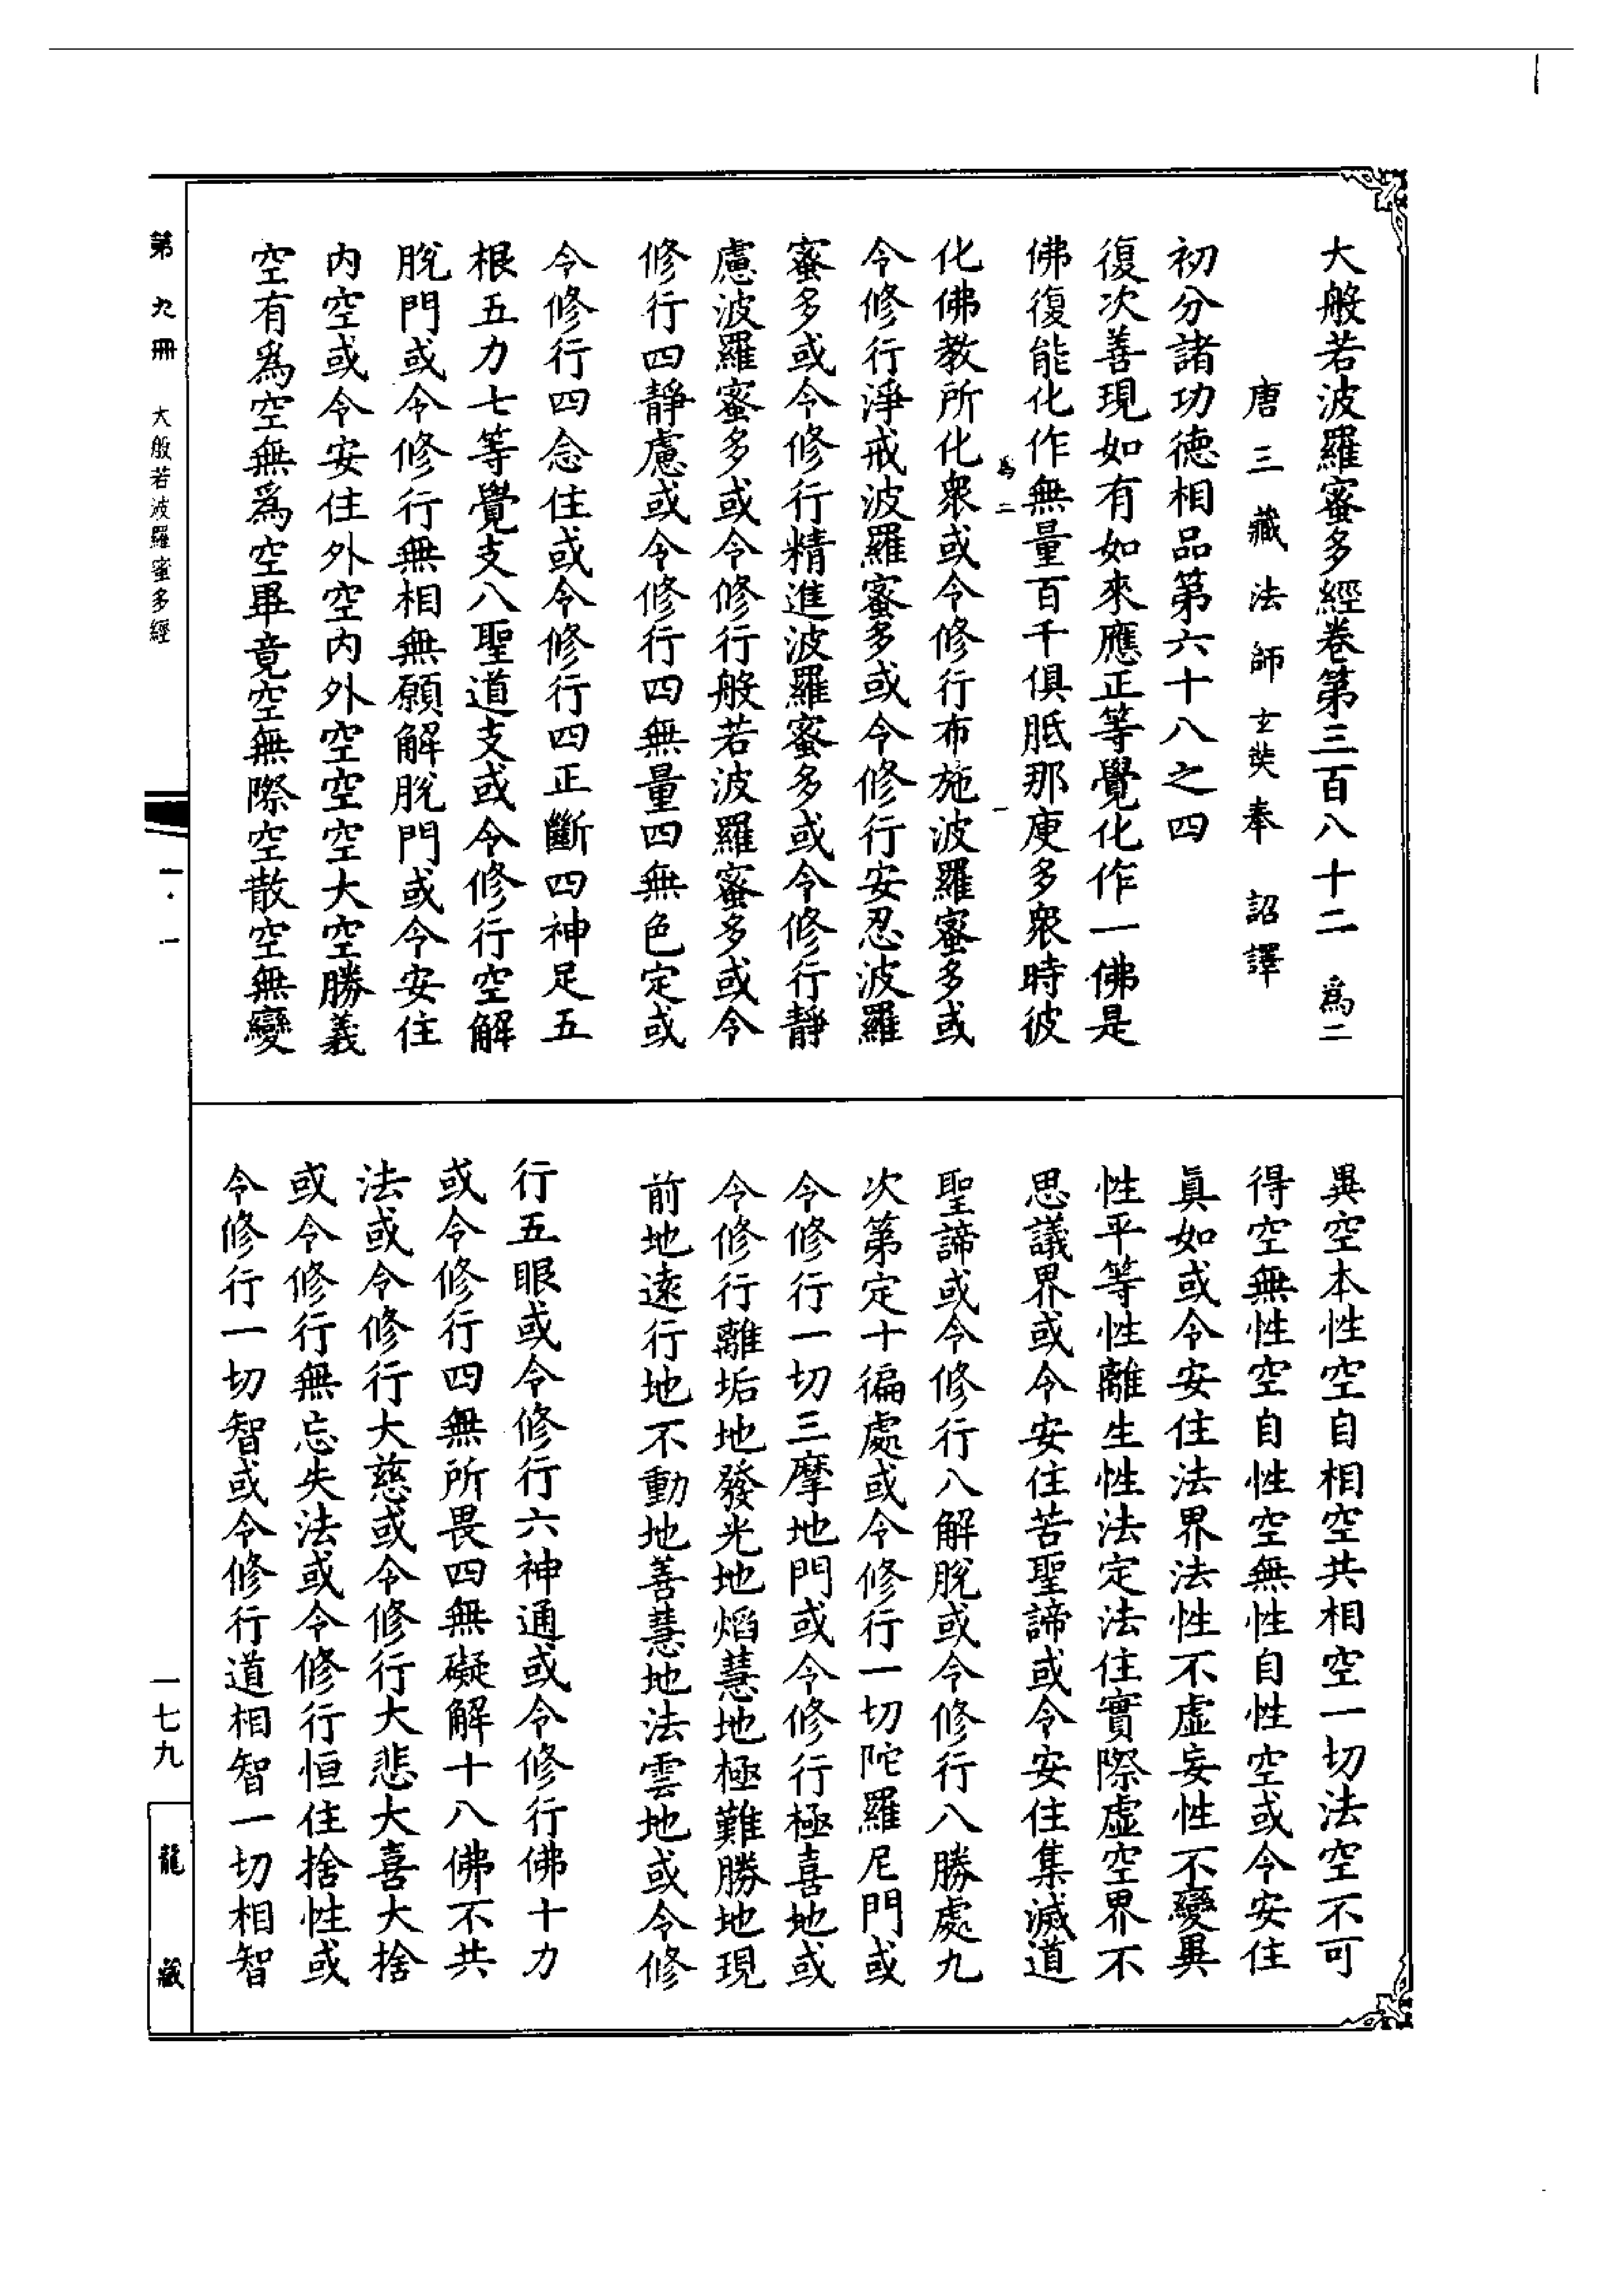 大般若波羅蜜多經卷第三百八十二　爲二
唐三藏法師玄奘奉　詔譯
初分諸功德相品第六十八之四
復次善現如有如來應正等覺化作一佛是
佛復能化作無量百千俱胝那庾多衆時彼
爲二　一
化佛教所化衆或令修行布施波羅蜜多或
令修行淨戒波羅蜜多或令修行安忍波羅
蜜多或令修行精進波羅蜜多或令修行靜
慮波羅蜜多或令修行般若波羅蜜多或令
修行四靜慮或令修行四無量四無色定或
令修行四念住或令修行四正斷四神足五
根五力七等覺支八聖道支或令修行空解
脫門或令修行無相無願解脫門或令安住
內空或令安住外空內外空空空大空勝義
空有爲空無爲空畢竟空無際空散空無變
異空本性空自相空共相空一切法空不可
得空無性空自性空無性自性空或令安住
眞如或令安住法界法性不虛妄性不變異
性平等性離生性法定法住實際虛空界不
思議界或令安住苦聖諦或令安住集滅道
聖諦或令修行八解脫或令修行八勝處九
次第定十徧處或令修行一切陀羅尼門或
令修行一切三摩地門或令修行極喜地或
令修行離垢地發光地焰慧地極難勝地現
前地遠行地不動地善慧地法雲地或令修
行五眼或令修行六神通或令修行佛十力
或令修行四無所畏四無礙解十八佛不共
法或令修行大慈或令修行大悲大喜大捨
或令修行無忘失法或令修行恒住捨性或
令修行一切智或令修行道相智一切相智
第九冊　大般若波羅蜜多經
一·一
一七九
龍藏